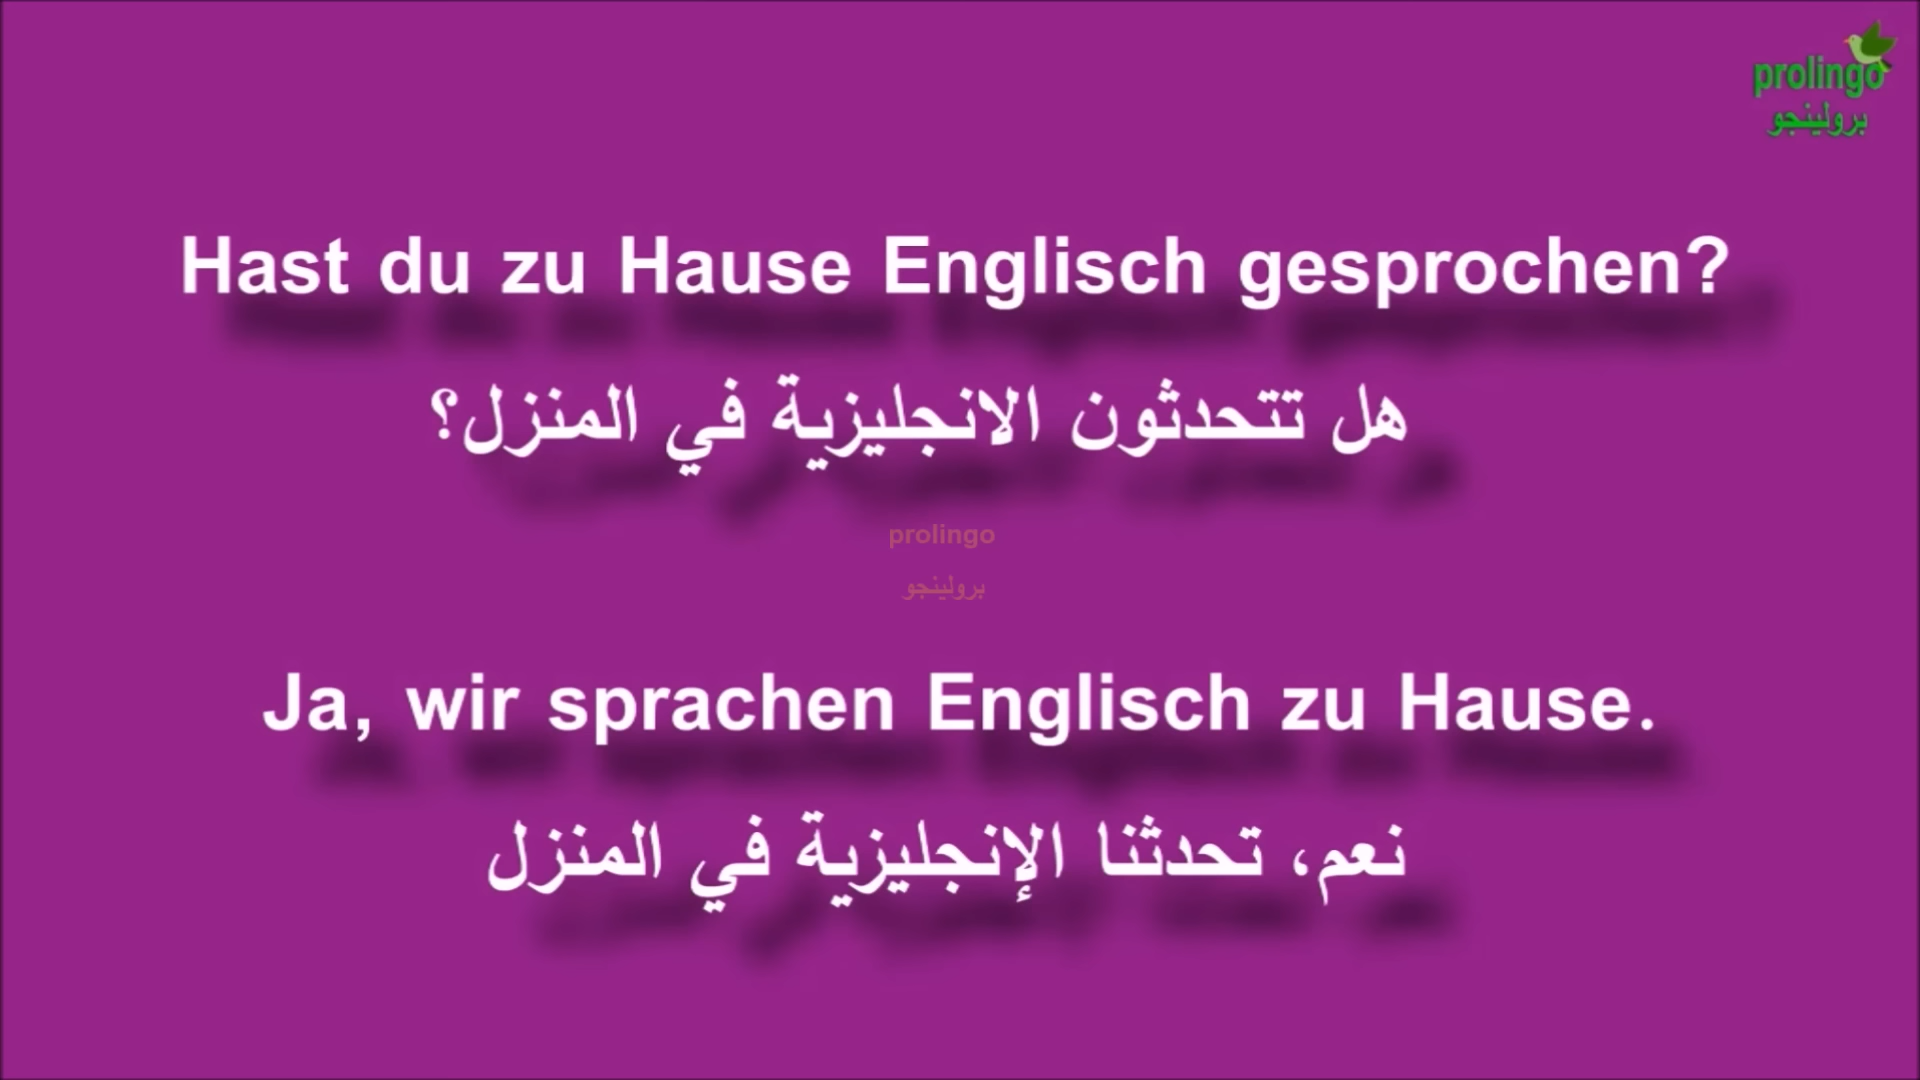 prolingo
برولينجو
Hast du zu Hause Englisch gesprochen?
هل تتحدثون الانجليزية في المنزل؟
prolingo
برولينجو
Ja, wir sprachen Englisch zu Hause.
نعم، تحدثنا الإنجليزية في المنزل